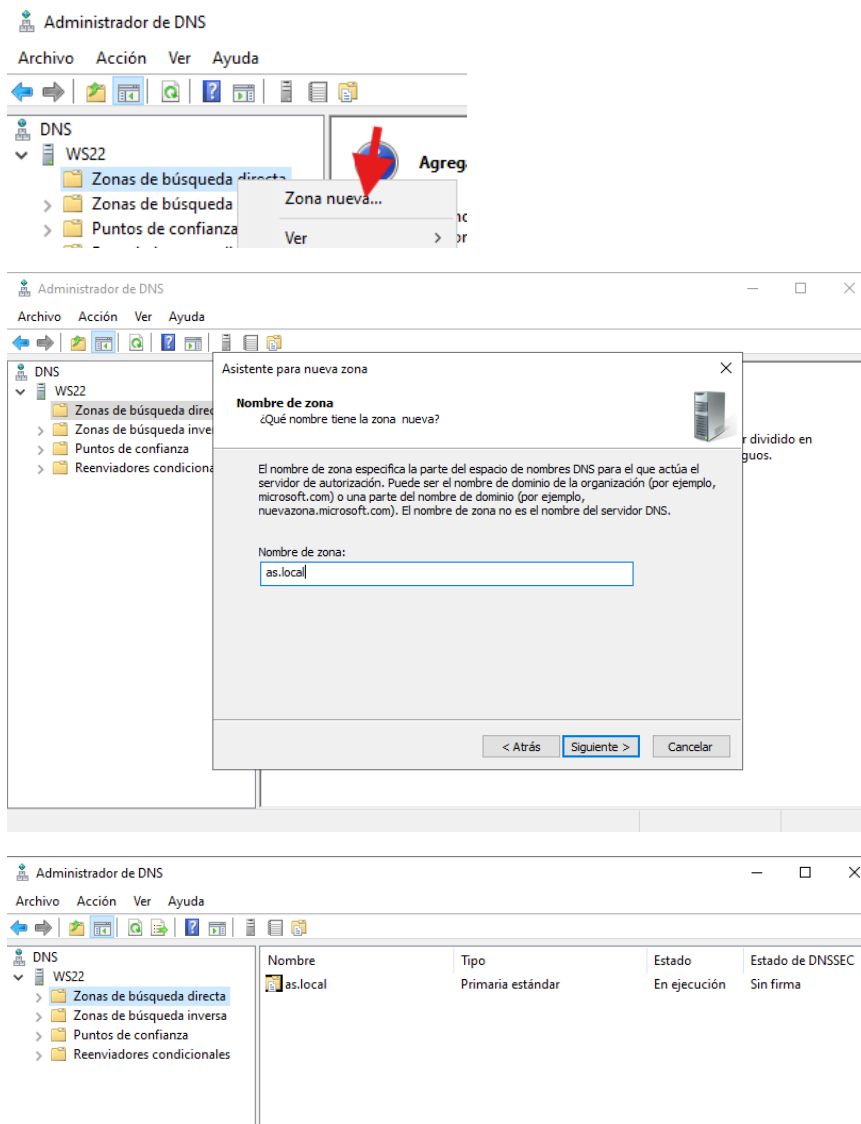 Administrador de DNS
Archivo Acción Ver Ayuda
DNS
WS22
Zonas de búsqueda directa
Agreg
Zonas de búsqueda
Zona nueva...
Puntos de confianza
Ver
Administrador de DNS
Archivo Acción Ver Ayuda
DNS
WS22
Zonas de búsqueda direc
Zonas de búsqueda inve
Puntos de confianza
Reenviadores condiciona
Asistente para nueva zona
Nombre de zona
¿Qué nombre tiene la zona nueva?
r dividido en
guos.
El nombre de zona especifica la parte del espacio de nombres DNS para el que actúa el
servidor de autorización. Puede ser el nombre de dominio de la organización (por ejemplo,
microsoft.com) o una parte del nombre de dominio (por ejemplo,
nuevazona.microsoft.com). El nombre de zona no es el nombre del servidor DNS.
Nombre de zona:
as.local
< Atrás Siguiente > Cancelar
Administrador de DNS
Archivo Acción Ver Ayuda
DNS
WS22
Zonas de búsqueda directa
Zonas de búsqueda inversa
Puntos de confianza
Reenviadores condicionales
Nombre Tipo Estado Estado de DNSSEC
as.local Primaria estándar En ejecución Sin firma